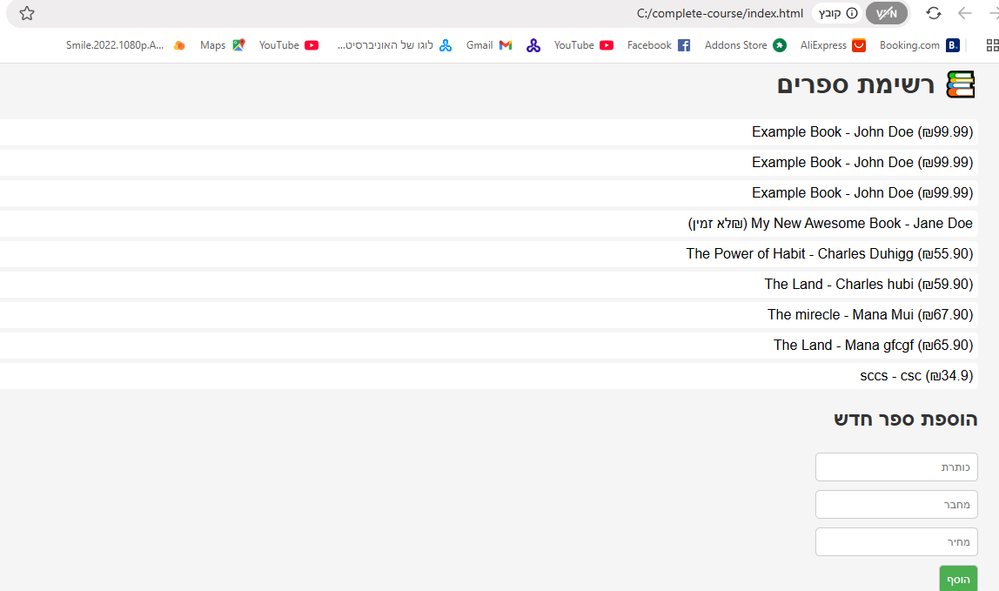 C:/complete-course/index.html קובץ
Booking.com AliExpress Addons Store Facebook YouTube Gmail לוגו של האוניברסיט... YouTube Maps Smile.2022.1080p.A...
רשימת ספרים
Example Book - John Doe (₪99.99)
Example Book - John Doe (₪99.99)
Example Book - John Doe (₪99.99)
My New Awesome Book - Jane Doe (₪לא זמין)
The Power of Habit - Charles Duhigg (₪55.90)
The Land - Charles hubi (₪59.90)
The mirecle - Mana Mui (₪67.90)
The Land - Mana gfcgf (₪65.90)
sccs - csc (₪34.9)
הוספת ספר חדש
כותרת
מחבר
מחיר
הוסף